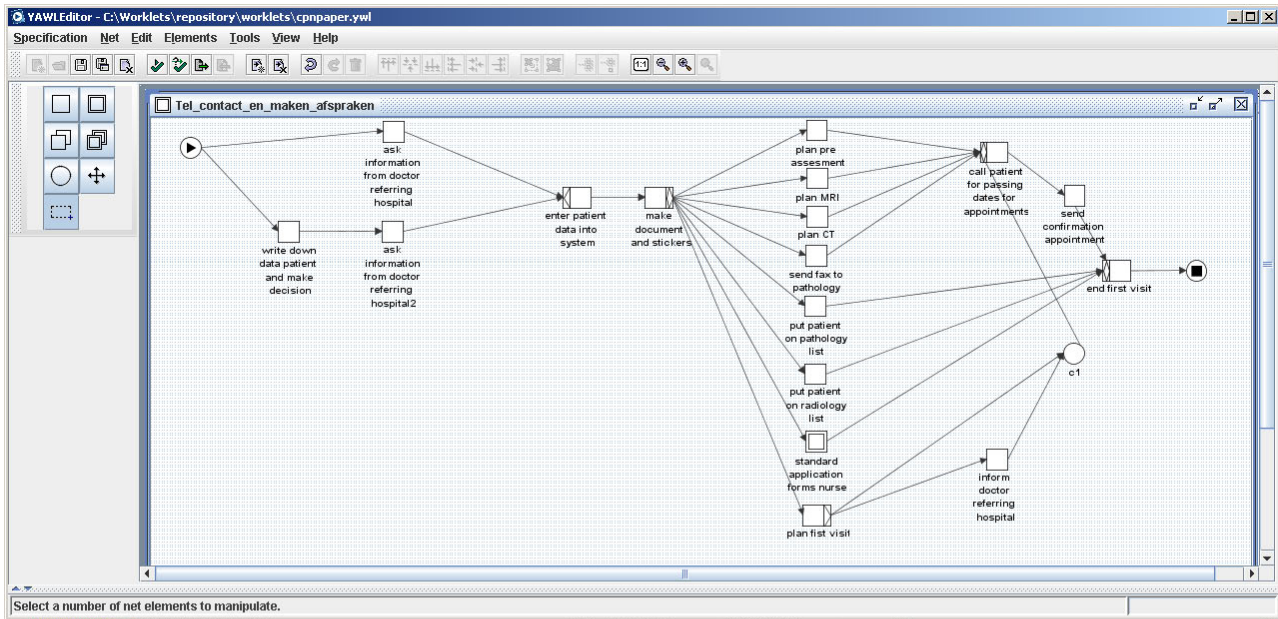 YAWLEditor - C:\Worklets\repository\worklets\cpnpaper.ywl
Specification Net Edit Elements Tools View Help
1:1
Tel_contact_en_maken_afspraken
ask
information
from doctor
referring
hospital
write down
data patient
and make
decision
ask
information
from doctor
referring
hospital2
enter patient
data into
system
make
document
and stickers
plan pre
assesment
plan MRI
plan CT
send fax to
pathology
put patient
on pathology
list
put patient
on radiology
list
standard
application
forms nurse
plan fist visit
call patient
for passing
dates for
appointments
send
confirmation
appointment
end first visit
c1
inform
doctor
referring
hospital
Select a number of net elements to manipulate.